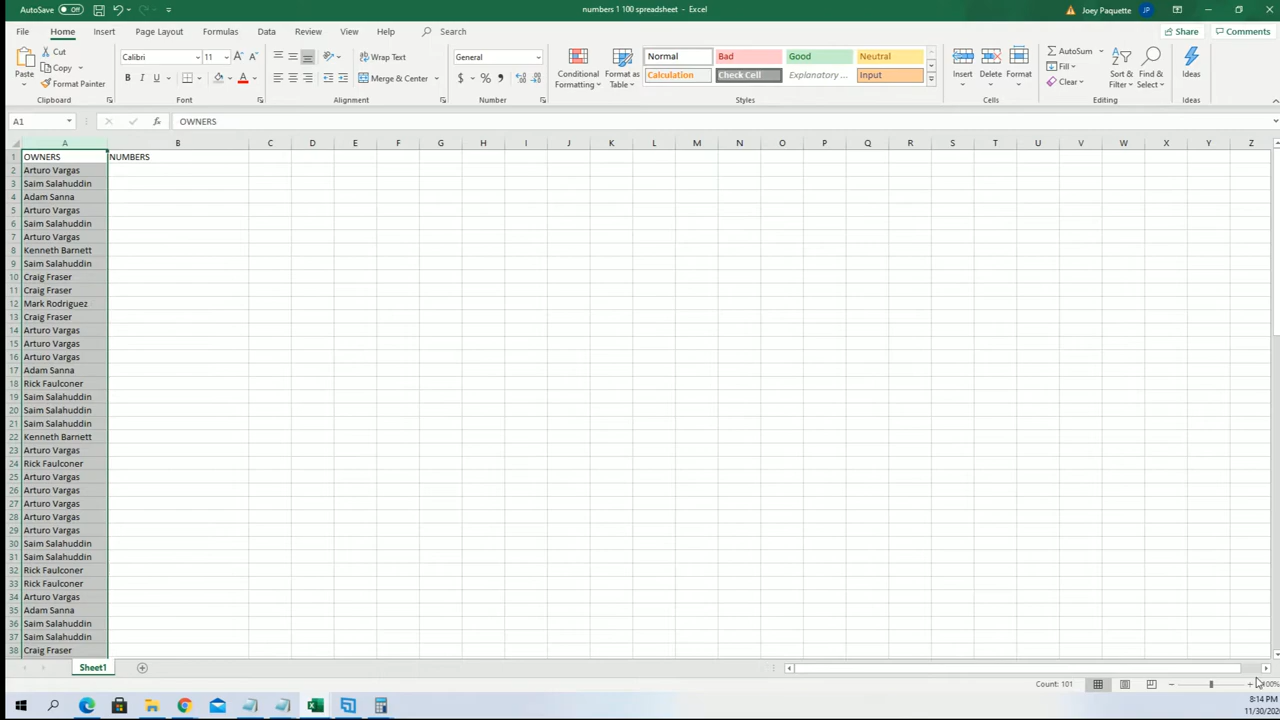 AutoSave Off numbers 1 100 spreadsheet - Excel Joey Paquette JP
File Home Insert Page Layout Formulas Data Review View Help Search Share Comments
Paste Cut Copy Format Painter Clipboard
Calibri 11 A A B I U A Font
Wrap Text Merge & Center Alignment
General $ % , Number
Conditional Formatting Format as Table Normal Bad Good Neutral Calculation Check Cell Explanatory ... Input Styles
Insert Delete Format Cells
AutoSum Fill Clear Sort & Filter Find & Select Editing
Ideas Ideas
A1 fx OWNERS
A B C D E F G H I J K L M N O P Q R S T U V W X Y Z
1 OWNERS NUMBERS
2 Arturo Vargas
3 Saim Salahuddin
4 Adam Sanna
5 Arturo Vargas
6 Saim Salahuddin
7 Arturo Vargas
8 Kenneth Barnett
9 Saim Salahuddin
10 Craig Fraser
11 Craig Fraser
12 Mark Rodriguez
13 Craig Fraser
14 Arturo Vargas
15 Arturo Vargas
16 Arturo Vargas
17 Adam Sanna
18 Rick Faulconer
19 Saim Salahuddin
20 Saim Salahuddin
21 Saim Salahuddin
22 Kenneth Barnett
23 Arturo Vargas
24 Rick Faulconer
25 Arturo Vargas
26 Arturo Vargas
27 Arturo Vargas
28 Arturo Vargas
29 Arturo Vargas
30 Saim Salahuddin
31 Saim Salahuddin
32 Rick Faulconer
33 Rick Faulconer
34 Arturo Vargas
35 Adam Sanna
36 Saim Salahuddin
37 Saim Salahuddin
38 Craig Fraser
Sheet1
Count: 101 100%
8:14 PM